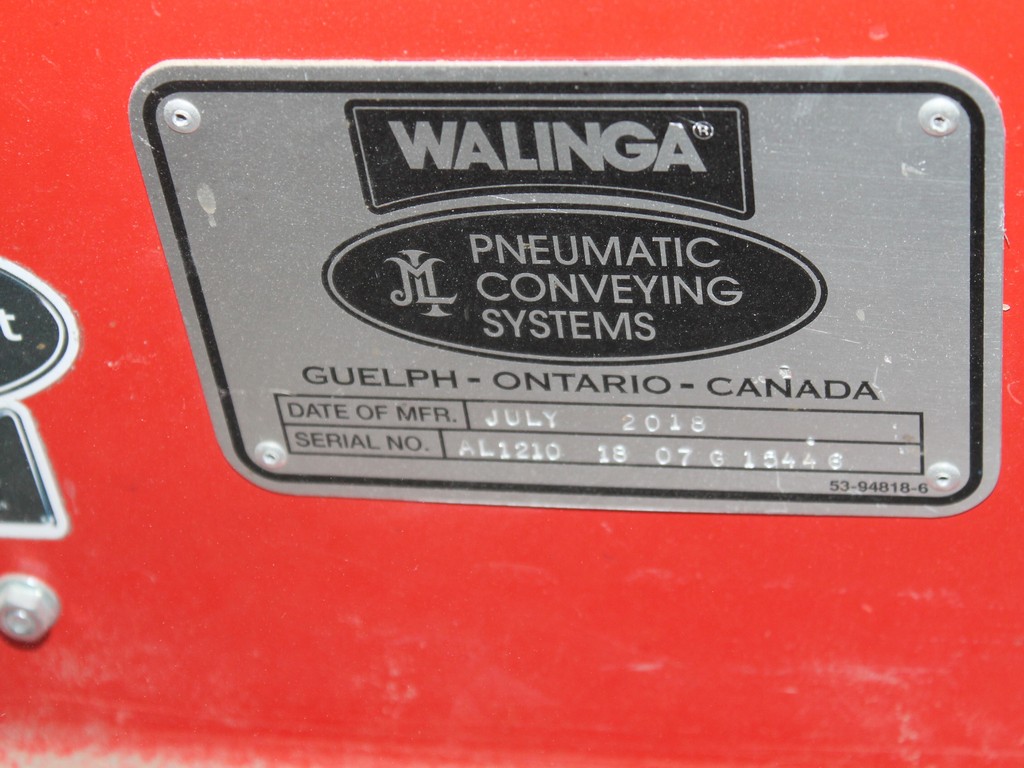 WALINGA®
PNEUMATIC
CONVEYING
SYSTEMS
GUELPH - ONTARIO - CANADA
DATE OF MFR. JULY 2018
SERIAL NO. AL1210 18 07 G 15446
53-94818-6
t